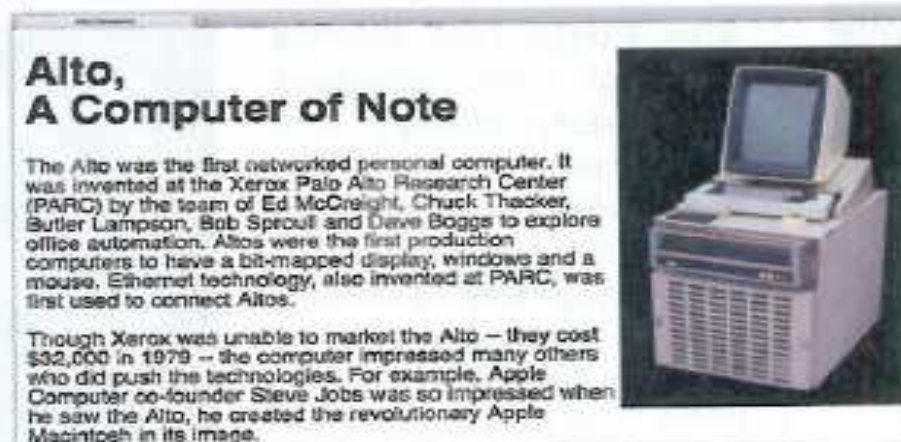 Alto,
A Computer of Note
The Alto was the first networked personal computer. It
was invented at the Xerox Palo Alto Research Center
(PARC) by the team of Ed McCreight, Chuck Thacker,
Butler Lampson, Bob Sproull and Dave Boggs to explore
office automation. Altos were the first production
computers to have a bit-mapped display, windows and a
mouse. Ethernet technology, also invented at PARC, was
first used to connect Altos.
Though Xerox was unable to market the Alto — they cost
$32,000 in 1979 — the computer impressed many others
who did push the technologies. For example, Apple
Computer co-founder Steve Jobs was so impressed when
he saw the Alto, he created the revolutionary Apple
Macintosh in its image.